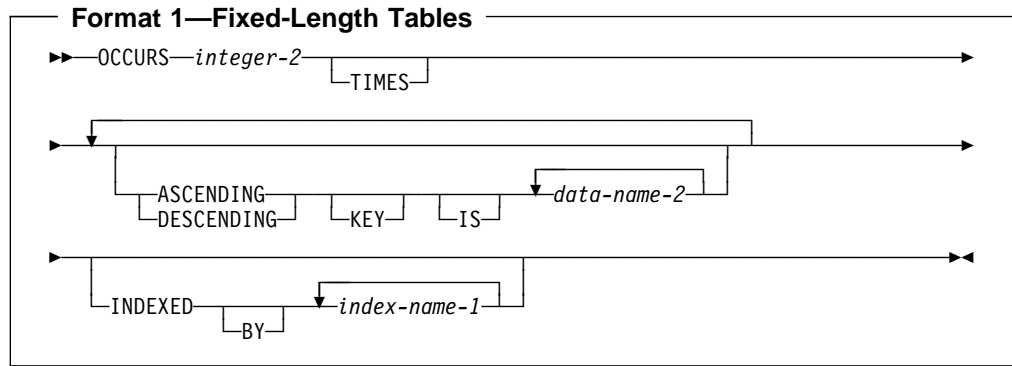 Format 1—Fixed-Length Tables
OCCURS integer-2
TIMES
ASCENDING data-name-2
DESCENDING KEY IS
INDEXED index-name-1
BY